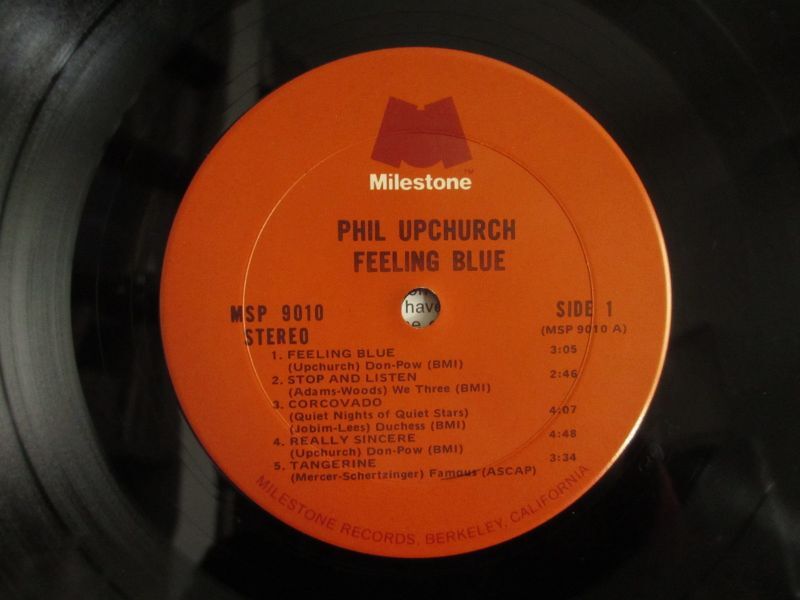 Milestone
TM
PHIL UPCHURCH
FEELING BLUE
have
MSP 9010
STEREO
SIDE 1
(MSP 9010 A)
1. FEELING BLUE 3:05
(Upchurch) Don-Pow (BMI)
2. STOP AND LISTEN 2:46
(Adams-Woods) We Three (BMI)
3. CORCOVADO
(Quiet Nights of Quiet Stars) 4:07
(Jobim-Lees) Duchess (BMI)
4. REALLY SINCERE 4:48
(Upchurch) Don-Pow (BMI)
5. TANGERINE 3:34
(Mercer-Schertzinger) Famous (ASCAP)
MILESTONE RECORDS, BERKELEY, CALIFORNIA